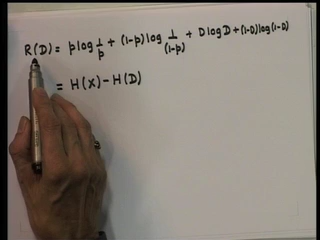 R(D) = p log 1/p + (1-p) log 1/(1-p) + D log D + (1-D) log (1-D)
= H(X) - H(D)